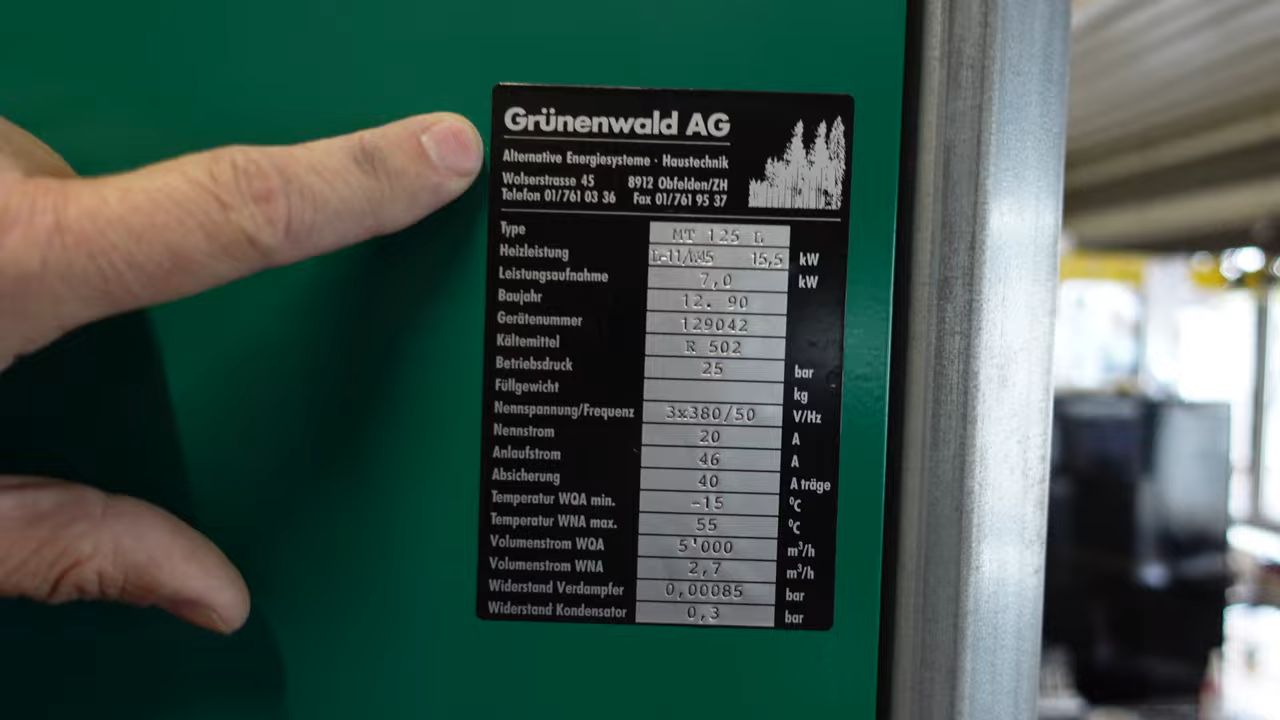 Grünenwald AG
Alternative Energiesysteme · Haustechnik
Wolserstrasse 45 8912 Obfelden/ZH
Telefon 01/761 03 36 Fax 01/761 95 37
Type MT 125 L
Heizleistung 15,5 kW
Leistungsaufnahme 7,0 kW
Baujahr 12. 90
Gerätenummer 129042
Kältemittel R 502
Betriebsdruck 25 bar
Füllgewicht kg
Nennspannung/Frequenz 3x380/50 V/Hz
Nennstrom 20 A
Anlaufstrom 46 A
Absicherung 40 A träge
Temperatur WQA min. -15 °C
Temperatur WNA max. 55 °C
Volumenstrom WQA 5'000 m³/h
Volumenstrom WNA 2,7 m³/h
Widerstand Verdampfer 0,00085 bar
Widerstand Kondensator 0,3 bar